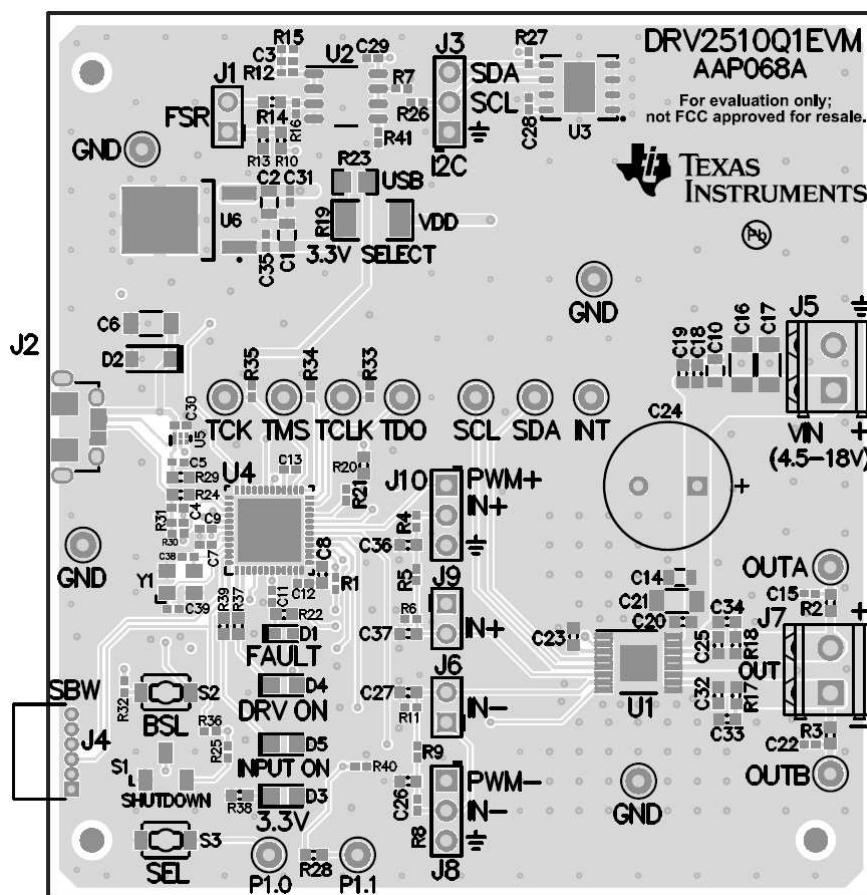 DRV2510Q1EVM
AAP068A
For evaluation only;
not FCC approved for resale.
TEXAS
INSTRUMENTS
R15
C3
R12
U2
C29
J3
SDA
SCL
I2C
R27
C28
U3
J1
FSR
R14
R16
R13
R10
R7
R26
R41
GND
R23
USB
C2
C31
U6
R19
VDD
C35
C1
3.3V
SELECT
Pb
GND
C6
D2
J2
R35
R34
R33
C19
C18
C10
C16
C17
J5
VIN
(4.5-18V)
+
TCK
TMS
TCLK
TDO
SCL
SDA
INT
C24
+
C30
U5
C5
R29
R24
U4
C13
R20
R21
J10
PWM+
IN+
R31
C4
R30
C9
C7
C38
C8
R4
C36
GND
Y1
C39
C12
R1
R5
J9
IN+
C14
C21
C20
OUTA
C15
R2
R39
R37
C11
R22
D1
FAULT
R6
C37
C23
C34
C25
R18
J7
+
OUT
SBW
J4
R32
S2
BSL
D4
DRV ON
C27
R11
J6
IN-
U1
C32
R17
C33
R3
C22
R36
R25
S1
SHUTDOWN
D5
INPUT ON
R9
R40
OUTB
R38
D3
3.3V
C26
R8
PWM-
IN-
J8
GND
S3
SEL
P1.0
R28
P1.1